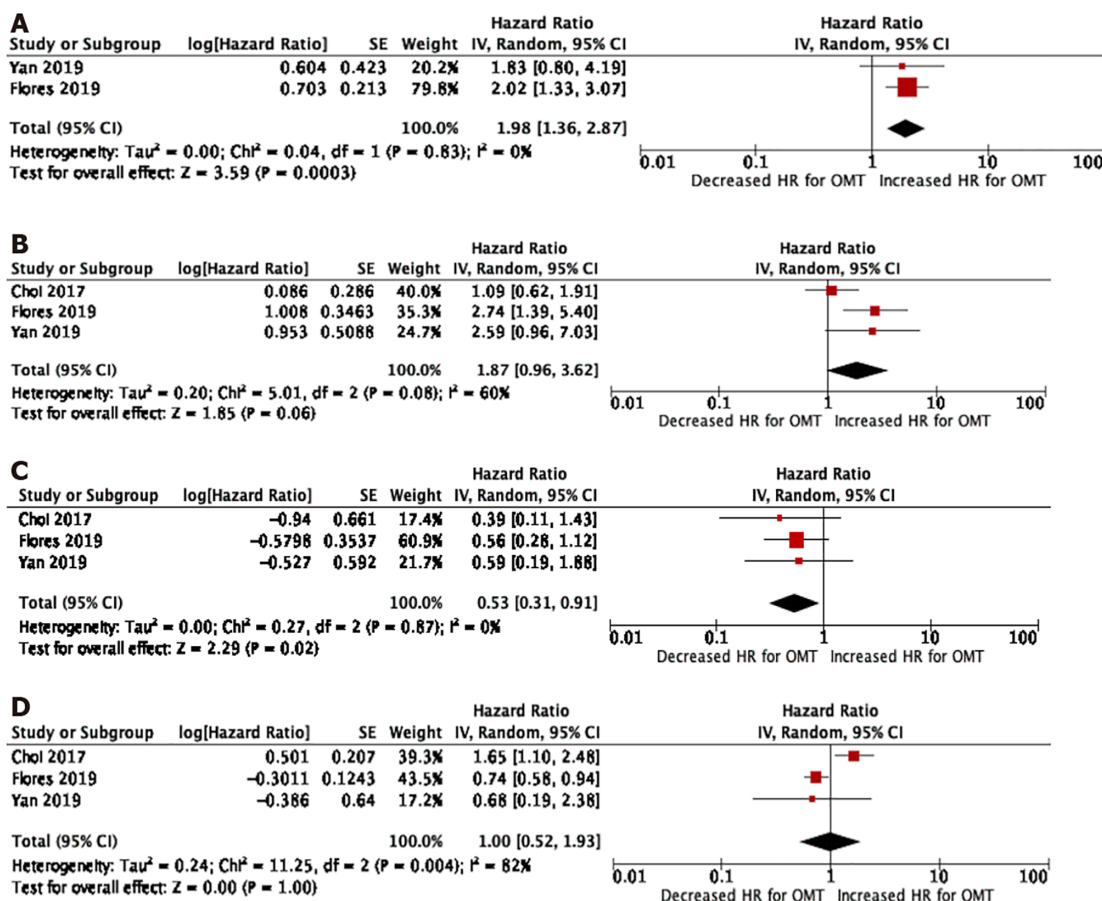 A
Hazard Ratio Hazard Ratio
Study or Subgroup log[Hazard Ratio] SE Weight IV, Random, 95% CI IV, Random, 95% CI
Yan 2019 0.604 0.423 20.2% 1.83 [0.80, 4.19]
Flores 2019 0.703 0.213 79.8% 2.02 [1.33, 3.07]
Total (95% CI) 100.0% 1.98 [1.36, 2.87]
Heterogeneity: Tau² = 0.00; Chi² = 0.04, df = 1 (P = 0.83); I² = 0%
Test for overall effect: Z = 3.59 (P = 0.0003)
0.01 0.1 1 10 100
Decreased HR for OMT Increased HR for OMT
B
Hazard Ratio Hazard Ratio
Study or Subgroup log[Hazard Ratio] SE Weight IV, Random, 95% CI IV, Random, 95% CI
Choi 2017 0.086 0.286 40.0% 1.09 [0.62, 1.91]
Flores 2019 1.008 0.3463 35.3% 2.74 [1.39, 5.40]
Yan 2019 0.953 0.5088 24.7% 2.59 [0.96, 7.03]
Total (95% CI) 100.0% 1.87 [0.96, 3.62]
Heterogeneity: Tau² = 0.20; Chi² = 5.01, df = 2 (P = 0.08); I² = 60%
Test for overall effect: Z = 1.85 (P = 0.06)
0.01 0.1 1 10 100
Decreased HR for OMT Increased HR for OMT
C
Hazard Ratio Hazard Ratio
Study or Subgroup log[Hazard Ratio] SE Weight IV, Random, 95% CI IV, Random, 95% CI
Choi 2017 −0.94 0.661 17.4% 0.39 [0.11, 1.43]
Flores 2019 −0.5798 0.3537 60.9% 0.56 [0.28, 1.12]
Yan 2019 −0.527 0.592 21.7% 0.59 [0.19, 1.88]
Total (95% CI) 100.0% 0.53 [0.31, 0.91]
Heterogeneity: Tau² = 0.00; Chi² = 0.27, df = 2 (P = 0.87); I² = 0%
Test for overall effect: Z = 2.29 (P = 0.02)
0.01 0.1 1 10 100
Decreased HR for OMT Increased HR for OMT
D
Hazard Ratio Hazard Ratio
Study or Subgroup log[Hazard Ratio] SE Weight IV, Random, 95% CI IV, Random, 95% CI
Choi 2017 0.501 0.207 39.3% 1.65 [1.10, 2.48]
Flores 2019 −0.3011 0.1243 43.5% 0.74 [0.58, 0.94]
Yan 2019 −0.386 0.64 17.2% 0.68 [0.19, 2.38]
Total (95% CI) 100.0% 1.00 [0.52, 1.93]
Heterogeneity: Tau² = 0.24; Chi² = 11.25, df = 2 (P = 0.004); I² = 82%
Test for overall effect: Z = 0.00 (P = 1.00)
0.01 0.1 1 10 100
Decreased HR for OMT Increased HR for OMT